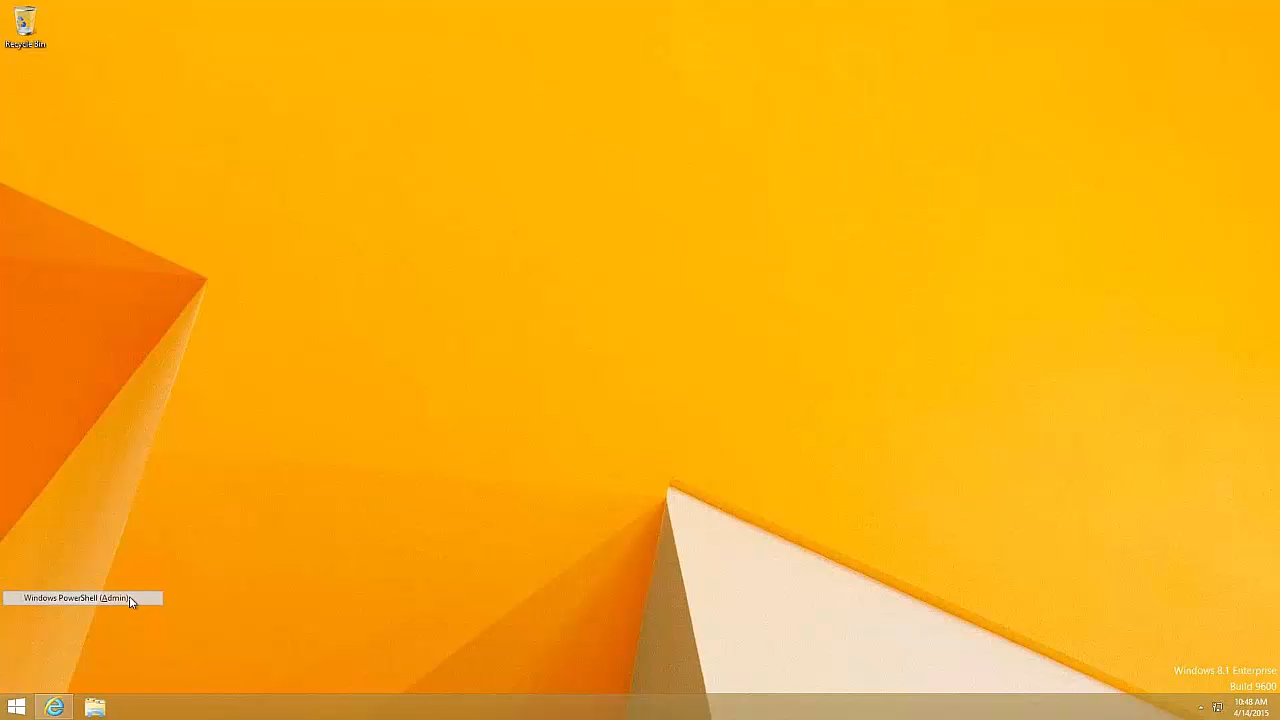 Recycle Bin
Windows PowerShell (Admin)
Windows 8.1 Enterprise
Build 9600
10:48 AM
4/14/2015